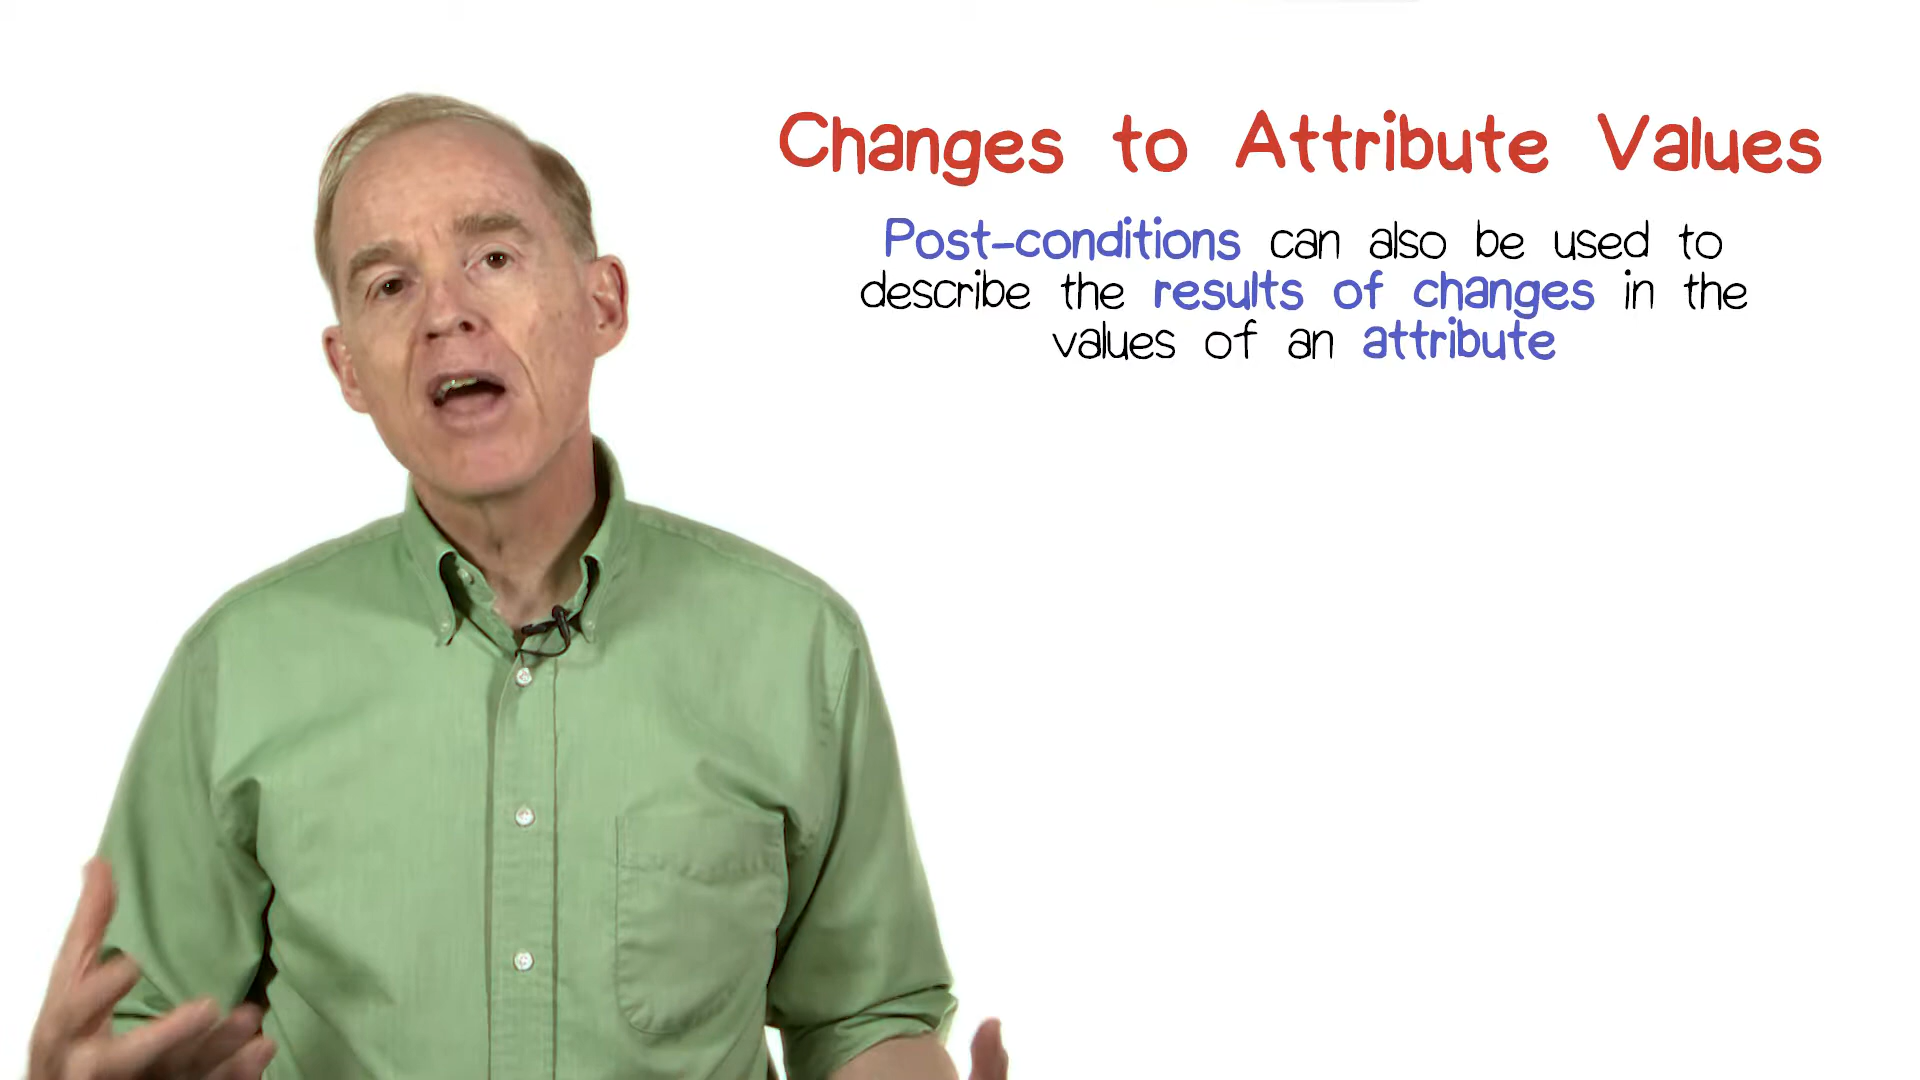 Changes to Attribute Values
Post-conditions can also be used to
describe the results of changes in the
values of an attribute